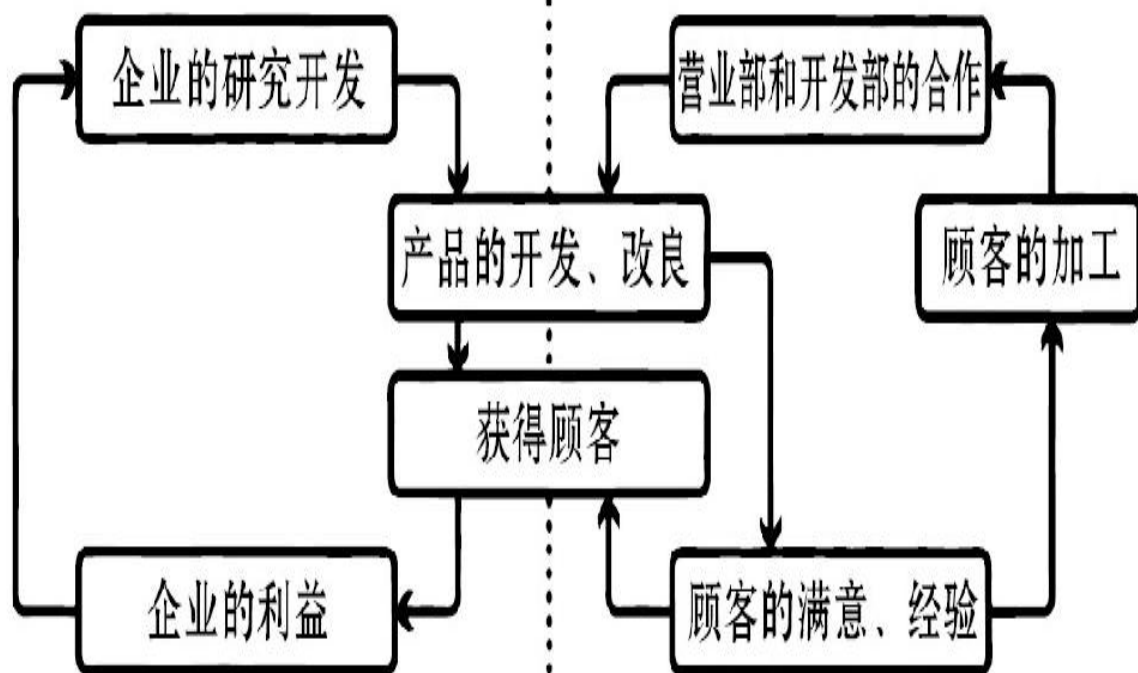 企业的研究开发
营业部和开发部的合作
产品的开发、改良
顾客的加工
获得顾客
企业的利益
顾客的满意、经验